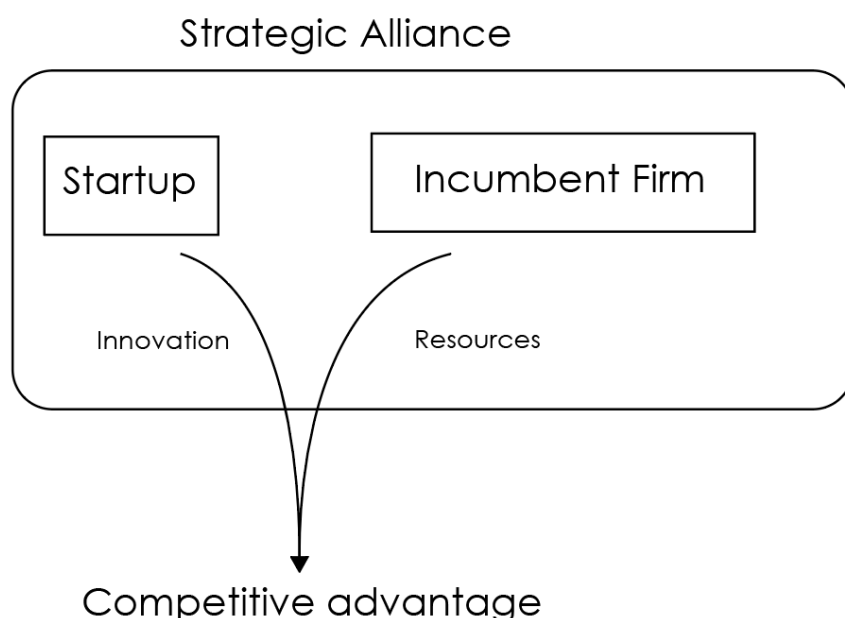 Strategic Alliance
Startup
Incumbent Firm
Innovation
Resources
Competitive advantage